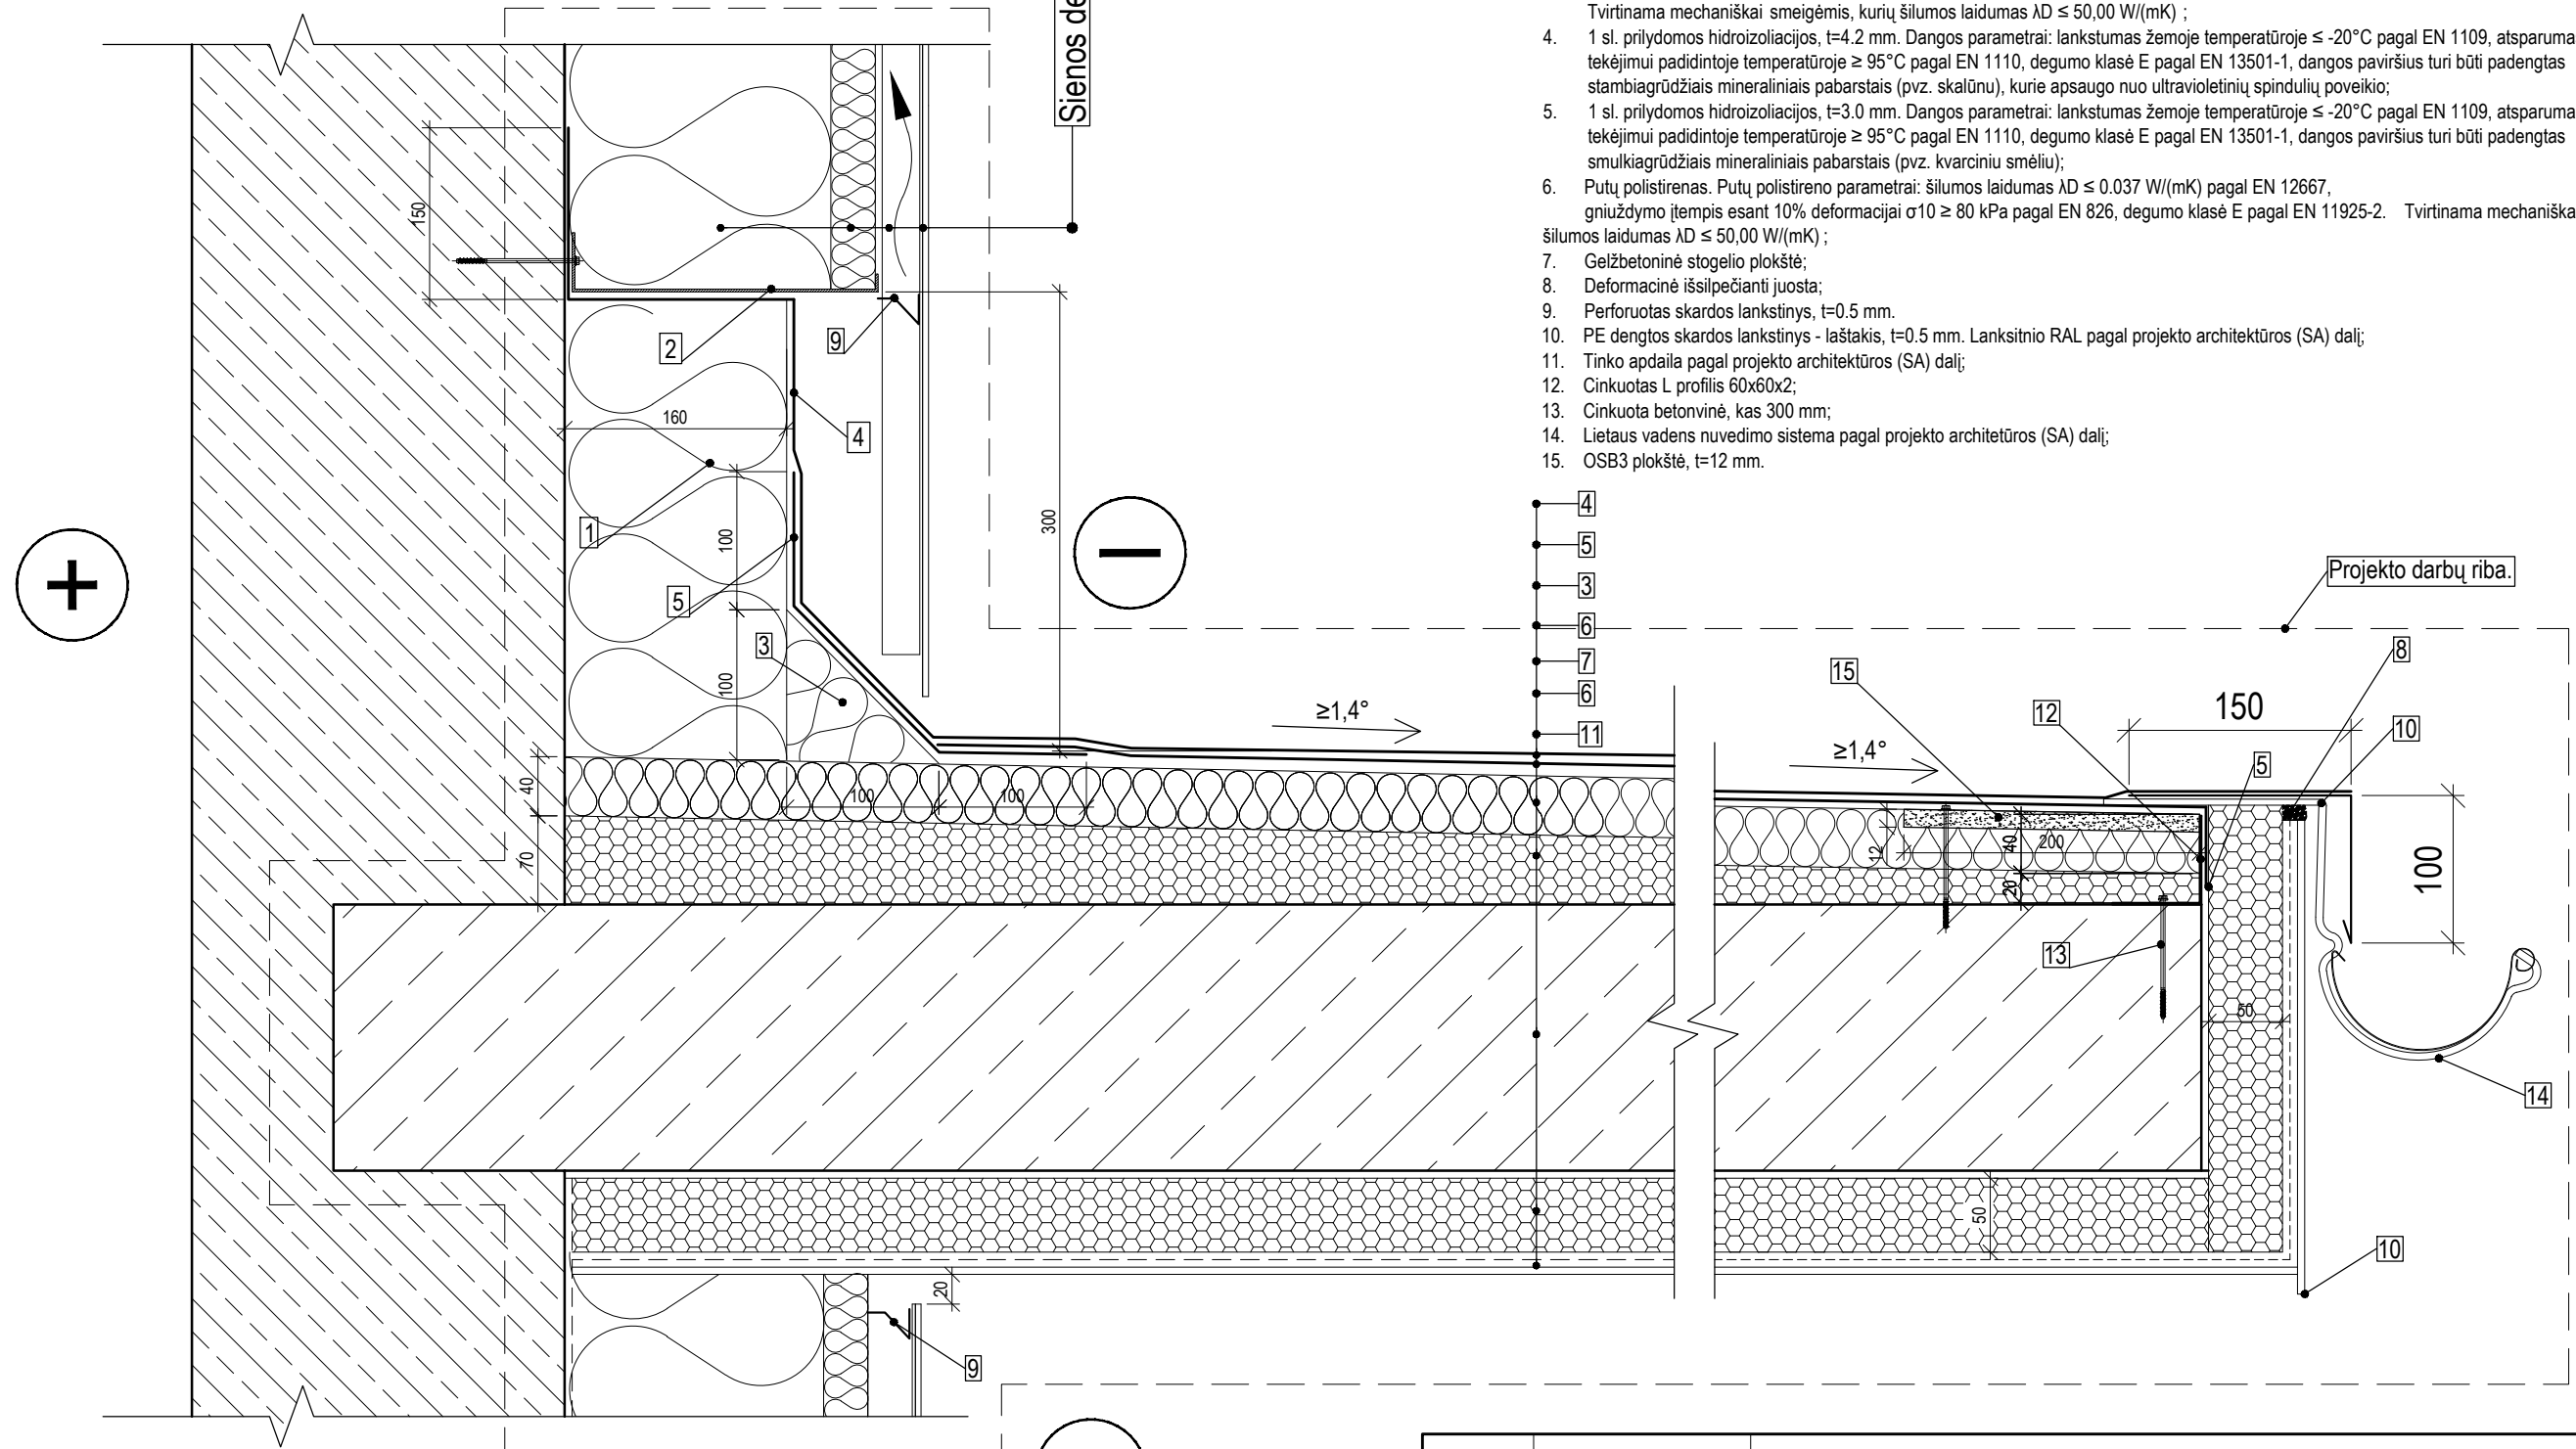 Sienos
Tvirtinama mechaniškai smeigėmis, kurių šilumos laidumas λD ≤ 50,00 W/(mK) ;
4. 1 sl. prilydomos hidroizoliacijos, t=4.2 mm. Dangos parametrai: lankstumas žemoje temperatūroje ≤ -20°C pagal EN 1109, atsparuma
tekėjimui padidintoje temperatūroje ≥ 95°C pagal EN 1110, degumo klasė E pagal EN 13501-1, dangos paviršius turi būti padengtas
stambiagrūdžiais mineraliniais pabarstais (pvz. skalūnu), kurie apsaugo nuo ultravioletinių spindulių poveikio;
5. 1 sl. prilydomos hidroizoliacijos, t=3.0 mm. Dangos parametrai: lankstumas žemoje temperatūroje ≤ -20°C pagal EN 1109, atsparuma
tekėjimui padidintoje temperatūroje ≥ 95°C pagal EN 1110, degumo klasė E pagal EN 13501-1, dangos paviršius turi būti padengtas
smulkiagrūdžiais mineraliniais pabarstais (pvz. kvarciniu smėliu);
6. Putų polistirenas. Putų polistireno parametrai: šilumos laidumas λD ≤ 0.037 W/(mK) pagal EN 12667,
gniuždymo įtempis esant 10% deformacijai σ10 ≥ 80 kPa pagal EN 826, degumo klasė E pagal EN 11925-2. Tvirtinama mechaniška
šilumos laidumas λD ≤ 50,00 W/(mK) ;
7. Gelžbetoninė stogelio plokštė;
8. Deformacinė išsilpečianti juosta;
9. Perforuotas skardos lankstinys, t=0.5 mm.
10. PE dengtos skardos lankstinys - laštakis, t=0.5 mm. Lanksitnio RAL pagal projekto architektūros (SA) dalį;
11. Tinko apdaila pagal projekto architektūros (SA) dalį;
12. Cinkuotas L profilis 60x60x2;
13. Cinkuota betonvinė, kas 300 mm;
14. Lietaus vadens nuvedimo sistema pagal projekto architetūros (SA) dalį;
15. OSB3 plokštė, t=12 mm.
150
2
9
160
4
1
100
5
3
100
300
+
−
4
5
3
6
7
6
11
Projekto darbų riba.
8
15
12
150
10
5
≥1,4°
≥1,4°
40
70
100
100
12
40
200
20
100
13
50
14
50
10
20
9